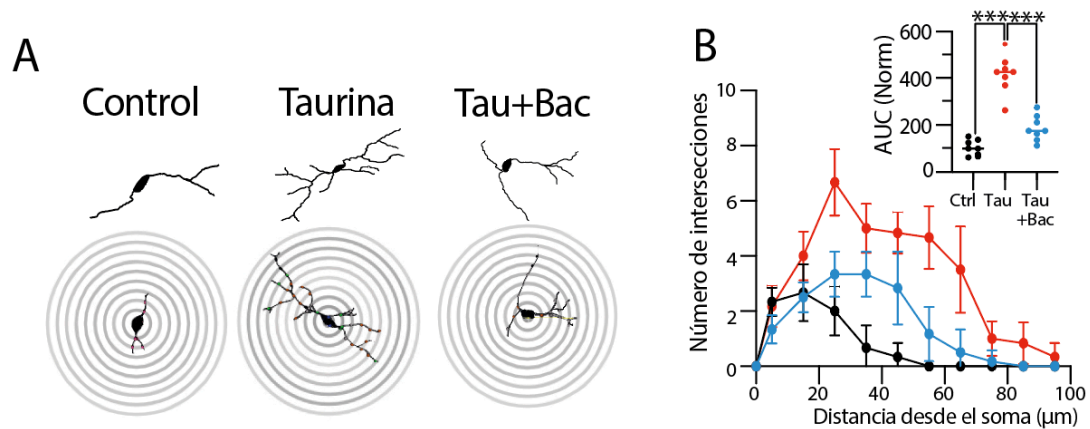 A
Control
Taurina
Tau+Bac
B
Número de intersecciones
10
8
6
4
2
0
0
20
40
60
80
100
Distancia desde el soma (µm)
AUC (Norm)
600
400
200
0
*** ***
Ctrl
Tau
Tau
+Bac